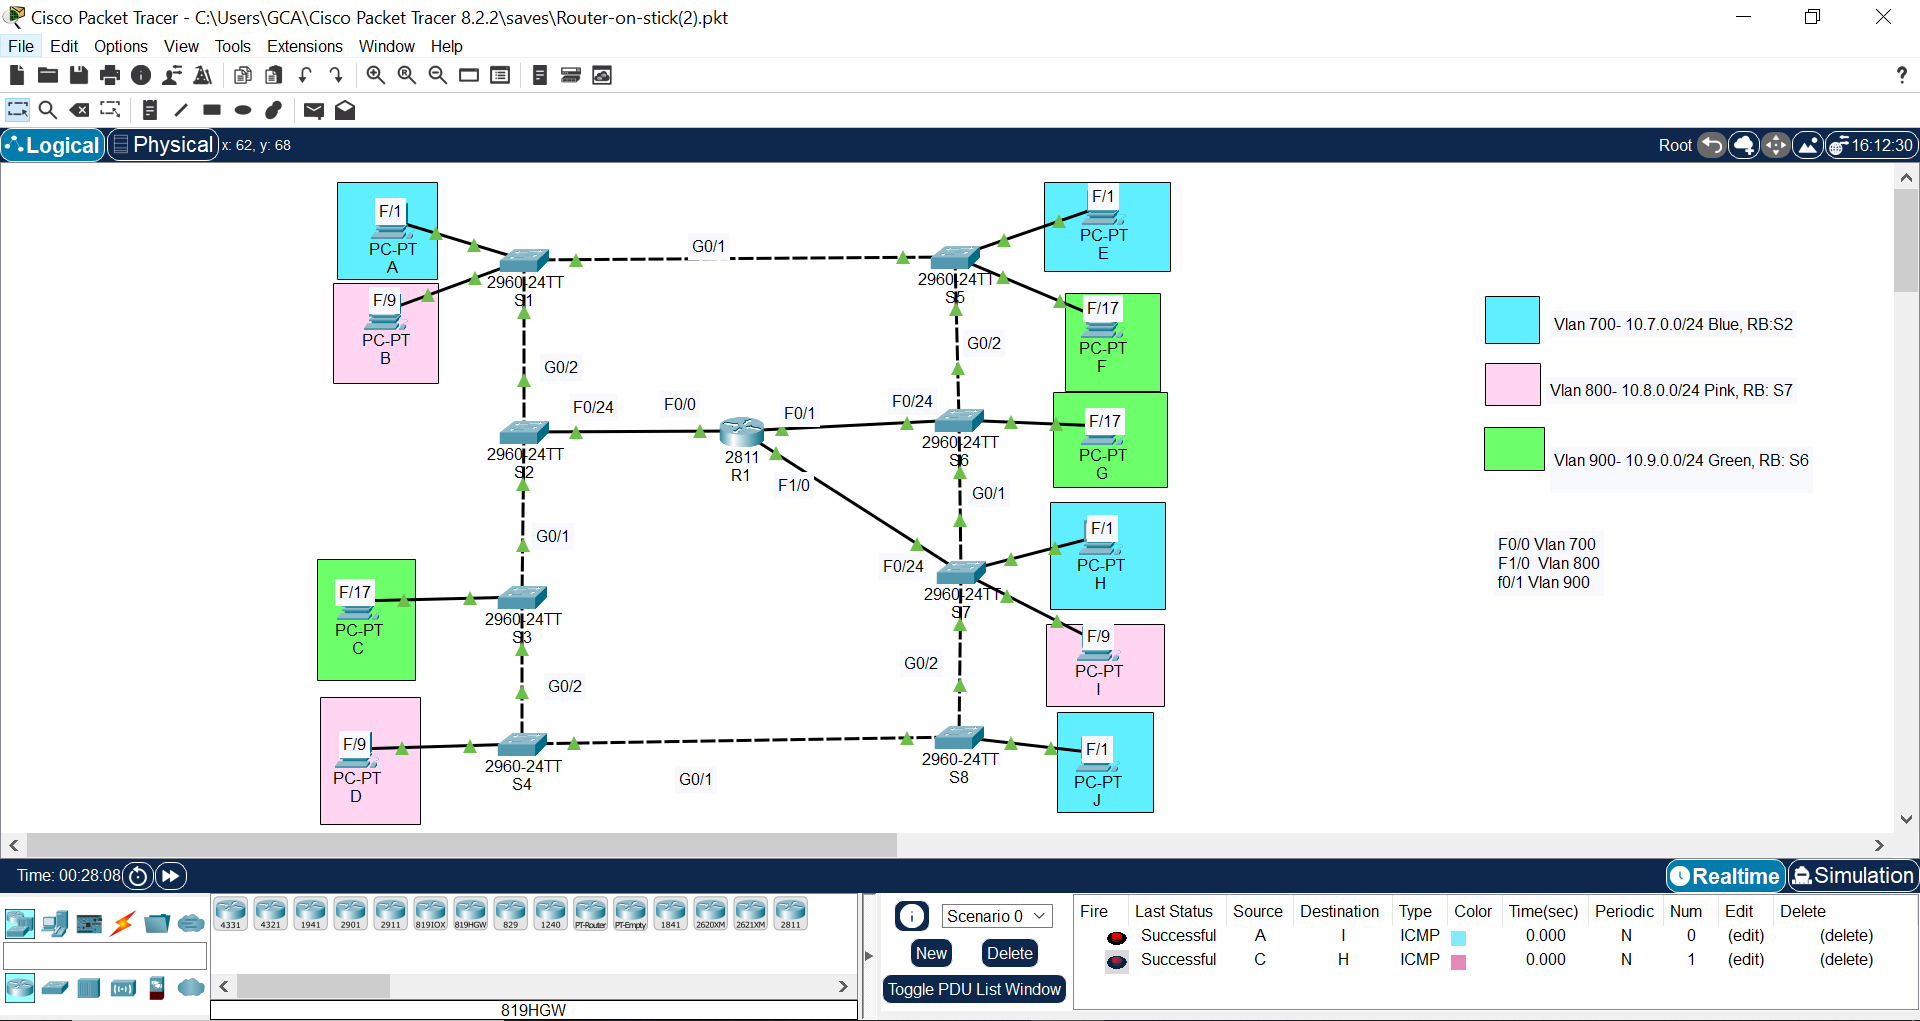 Cisco Packet Tracer - C:\Users\GCA\Cisco Packet Tracer 8.2.2\saves\Router-on-stick(2).pkt
File Edit Options View Tools Extensions Window Help
?
Logical Physical x: 62, y: 68 Root 16:12:30
F/1
PC-PT
A
F/9
PC-PT
B
2960-24TT
S1
G0/1
F/1
PC-PT
E
2960-24TT
S5
F/17
PC-PT
F
G0/2
G0/2
F0/24
F0/0
F0/1
F0/24
F/17
PC-PT
G
2960-24TT
S2
2811
R1
F1/0
2960-24TT
S6
G0/1
G0/1
F/1
PC-PT
H
F0/24
2960-24TT
S7
F/17
PC-PT
C
2960-24TT
S3
F/9
PC-PT
I
G0/2
G0/2
F/9
PC-PT
D
2960-24TT
S4
G0/1
2960-24TT
S8
F/1
PC-PT
J
Vlan 700- 10.7.0.0/24 Blue, RB:S2
Vlan 800- 10.8.0.0/24 Pink, RB: S7
Vlan 900- 10.9.0.0/24 Green, RB: S6
F0/0 Vlan 700
F1/0 Vlan 800
f0/1 Vlan 900
Time: 00:28:08 Realtime Simulation
4331 4321 1941 2901 2911 819IOX 819HGW 829 1240 PT-Router PT-Empty 1841 2620XM 2621XM 2811
819HGW
Scenario 0
New Delete
Toggle PDU List Window
Fire Last Status Source Destination Type Color Time(sec) Periodic Num Edit Delete
Successful A I ICMP 0.000 N 0 (edit) (delete)
Successful C H ICMP 0.000 N 1 (edit) (delete)